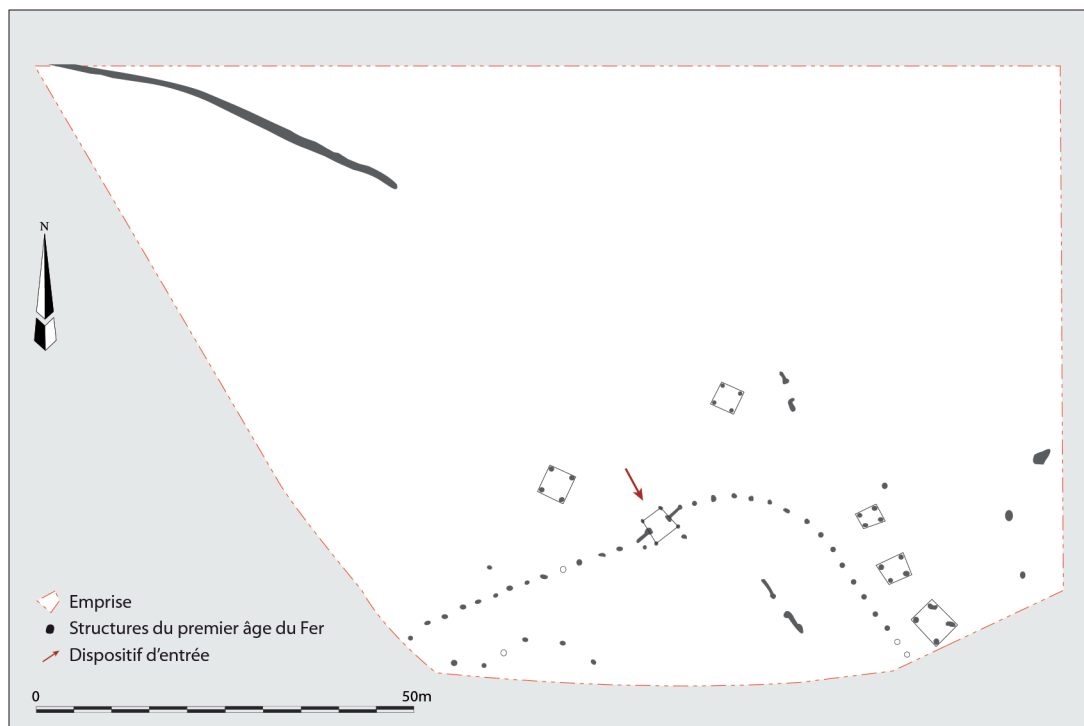 N
Emprise
Structures du premier âge du Fer
Dispositif d'entrée
0 50m